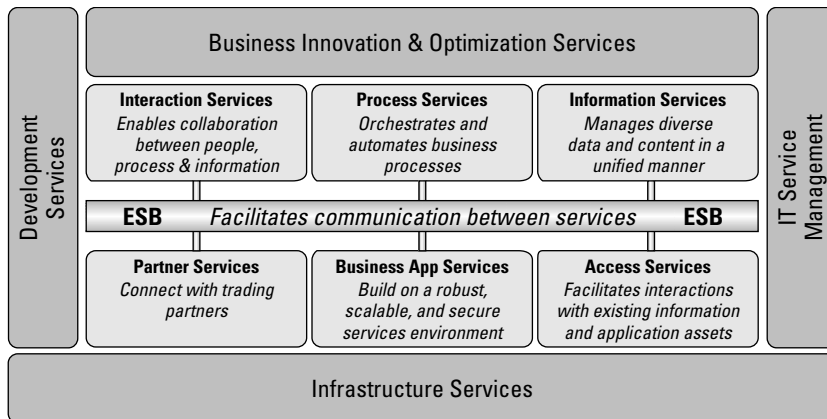 Business Innovation & Optimization Services
Development
Services
IT Service
Management
Interaction Services
Enables collaboration
between people,
process & information
Process Services
Orchestrates and
automates business
processes
Information Services
Manages diverse
data and content in a
unified manner
ESB Facilitates communication between services ESB
Partner Services
Connect with trading
partners
Business App Services
Build on a robust,
scalable, and secure
services environment
Access Services
Facilitates interactions
with existing information
and application assets
Infrastructure Services